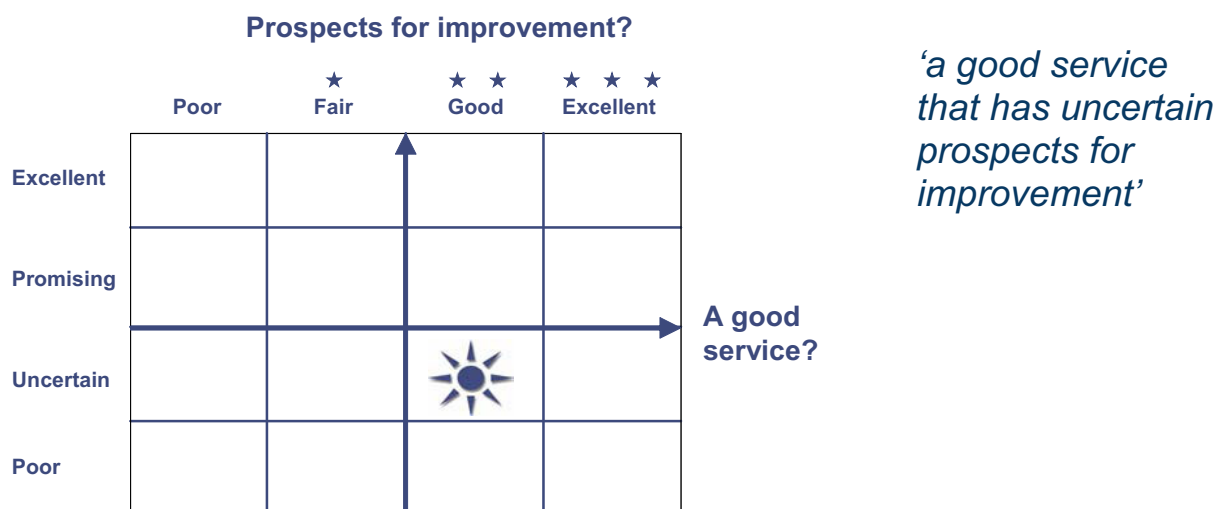 Prospects for improvement?
★ ★ ★ ★ ★ ★
Poor Fair Good Excellent
Excellent
Promising
Uncertain
Poor
A good
service?
‘a good service
that has uncertain
prospects for
improvement’